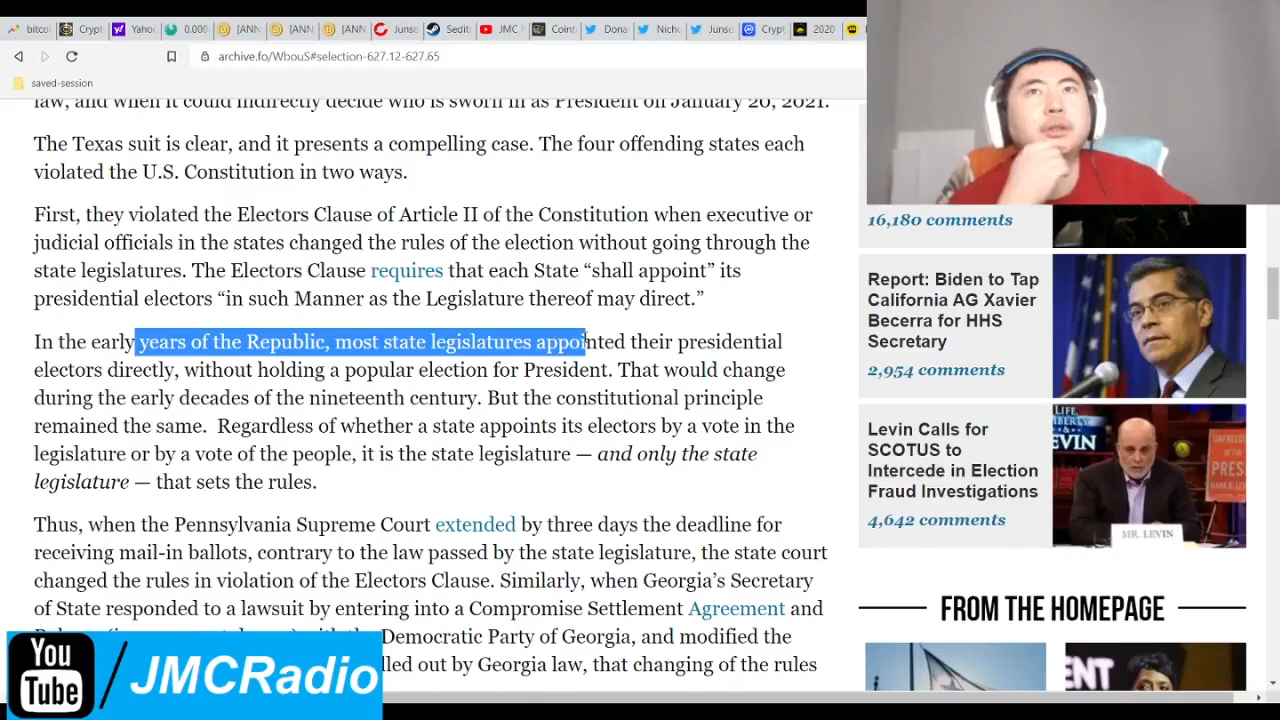 bitco
Crypt
Yaho
0.000
[ANN
[ANN
[ANN
Junso
Sediti
JMC
Coint
Dona
Nicho
Junso
Crypt
2020
archive.fo/WbouS#selection-627.12-627.65
saved-session
law, and when it could indirectly decide who is sworn in as President on January 20, 2021.
The Texas suit is clear, and it presents a compelling case. The four offending states each
violated the U.S. Constitution in two ways.
First, they violated the Electors Clause of Article II of the Constitution when executive or
judicial officials in the states changed the rules of the election without going through the
state legislatures. The Electors Clause requires that each State “shall appoint” its
presidential electors “in such Manner as the Legislature thereof may direct.”
In the early years of the Republic, most state legislatures appointed their presidential
electors directly, without holding a popular election for President. That would change
during the early decades of the nineteenth century. But the constitutional principle
remained the same. Regardless of whether a state appoints its electors by a vote in the
legislature or by a vote of the people, it is the state legislature — and only the state
legislature — that sets the rules.
Thus, when the Pennsylvania Supreme Court extended by three days the deadline for
receiving mail-in ballots, contrary to the law passed by the state legislature, the state court
changed the rules in violation of the Electors Clause. Similarly, when Georgia’s Secretary
of State responded to a lawsuit by entering into a Compromise Settlement Agreement and
Democratic Party of Georgia, and modified the
lled out by Georgia law, that changing of the rules
16,180 comments
Report: Biden to Tap
California AG Xavier
Becerra for HHS
Secretary
2,954 comments
Levin Calls for
SCOTUS to
Intercede in Election
Fraud Investigations
4,642 comments
LIFE,
LIBERTY &
LEVIN
UNFREEDOM
PRESS
MR. LEVIN
FROM THE HOMEPAGE
ENT
You
Tube
/JMCRadio